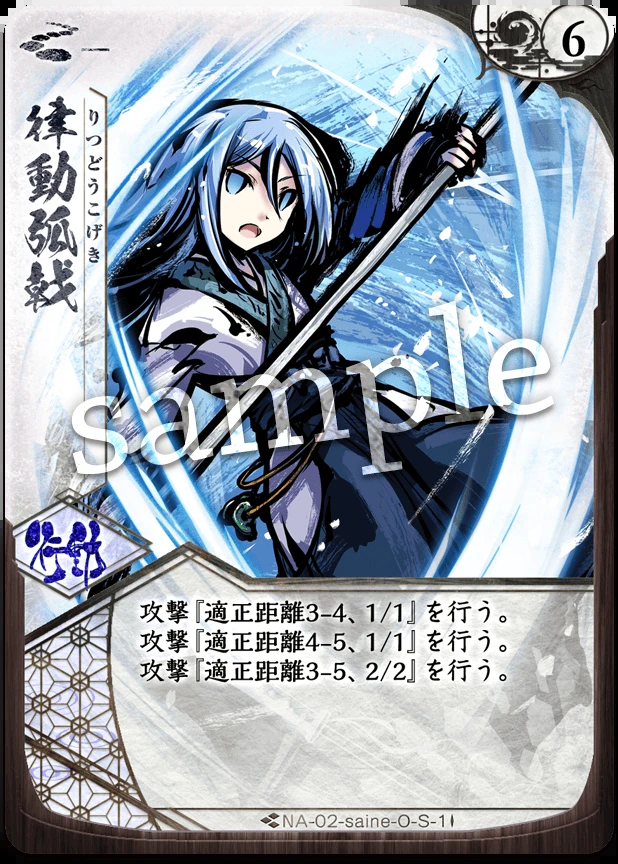 6
律動弧戟
りつどうこげき
sample
行動
攻撃『適正距離3-4、1/1』を行う。
攻撃『適正距離4-5、1/1』を行う。
攻撃『適正距離3-5、2/2』を行う。
NA-02-saine-O-S-1